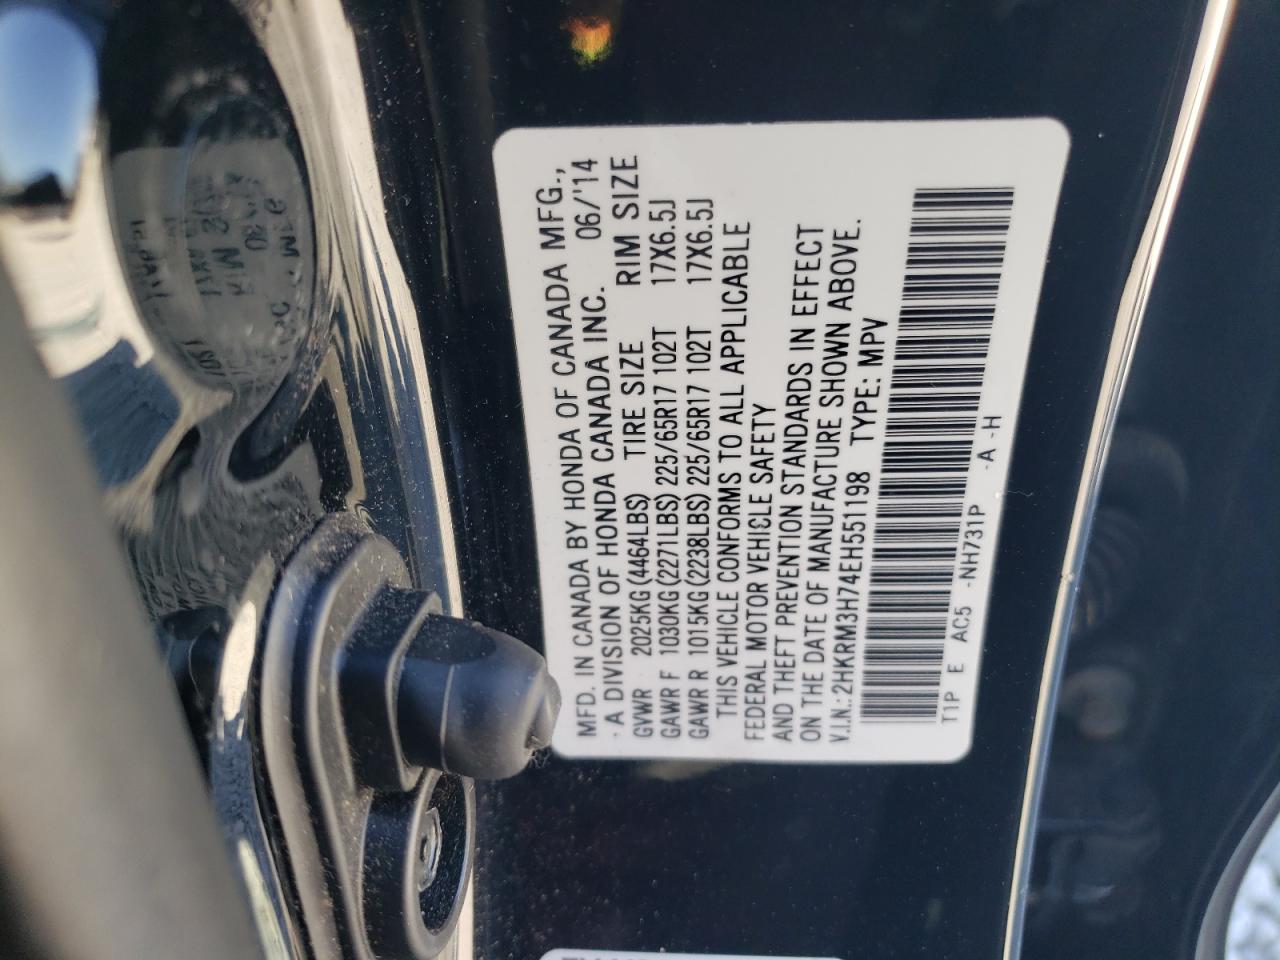 MFD. IN CANADA BY HONDA OF CANADA MFG.,
· A DIVISION OF HONDA CANADA INC. 06/'14
GVWR 2025KG (4464LBS) TIRE SIZE RIM SIZE
GAWR F 1030KG (2271LBS) 225/65R17 102T 17X6.5J
GAWR R 1015KG (2238LBS) 225/65R17 102T 17X6.5J
THIS VEHICLE CONFORMS TO ALL APPLICABLE
FEDERAL MOTOR VEHICLE SAFETY
AND THEFT PREVENTION STANDARDS IN EFFECT
ON THE DATE OF MANUFACTURE SHOWN ABOVE.
V.I.N.: 2HKRM3H74EH551198 TYPE: MPV
T1P E AC5 -NH731P -A -H